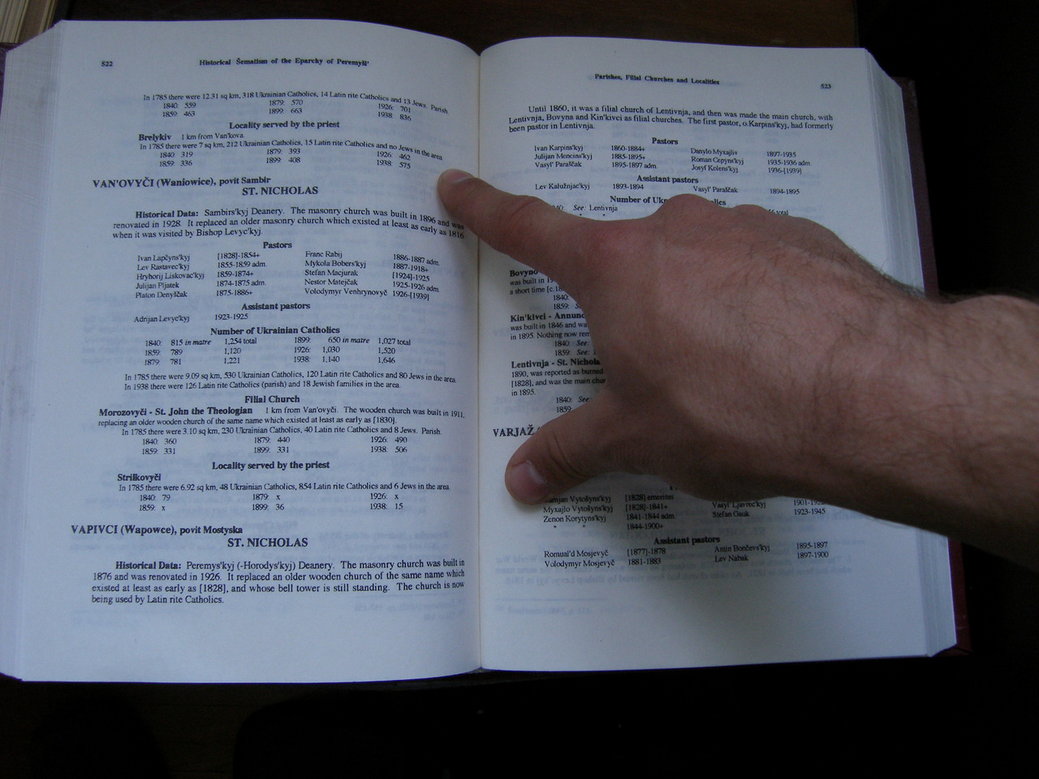 522
Historical Šematism of the Eparchy of Peremyšl'
In 1785 there were 12.31 sq km, 318 Ukrainian Catholics, 14 Latin rite Catholics and 13 Jews. Parish.
1840: 559 1879: 570 1926: 701
1859: 463 1899: 663 1938: 836
Locality served by the priest
Brelykiv 1 km from Van'kova.
In 1785 there were 7 sq km, 212 Ukrainian Catholics, 15 Latin rite Catholics and no Jews in the area.
1840: 319 1879: 393 1926: 462
1859: 336 1899: 408 1938: 575
VAN'OVYČI (Waniowice), povit Sambir
ST. NICHOLAS
Historical Data: Sambirs'kyj Deanery. The masonry church was built in 1896 and was
renovated in 1928. It replaced an older masonry church which existed at least as early as 1816
when it was visited by Bishop Levyc'kyj.
Pastors
Ivan Lapčyns'kyj [1828]-1854+ Franc Rabij 1886-1887 adm.
Lev Rastavec'kyj 1855-1859 adm. Mykola Bobers'kyj 1887-1918+
Hryhorij Liskovac'kyj 1859-1874+ Stefan Macjurak [1924]-1925
Julijan Pljatek 1874-1875 adm. Nestor Matejčak 1925-1926 adm.
Platon Denyščak 1875-1886+ Volodymyr Venhrynovyč 1926-[1939]
Assistant pastors
Adrijan Levyc'kyj 1923-1925
Number of Ukrainian Catholics
1840: 815 in matre 1,254 total 1899: 650 in matre 1,027 total
1859: 789 1,120 1926: 1,030 1,520
1879: 781 1,221 1938: 1,140 1,646
In 1785 there were 9.09 sq km, 530 Ukrainian Catholics, 120 Latin rite Catholics and 80 Jews in the area.
In 1938 there were 126 Latin rite Catholics (parish) and 18 Jewish families in the area.
Filial Church
Morozovyči - St. John the Theologian 1 km from Van'ovyči. The wooden church was built in 1911,
replacing an older wooden church of the same name which existed at least as early as [1830].
In 1785 there were 3.10 sq km, 230 Ukrainian Catholics, 40 Latin rite Catholics and 8 Jews. Parish.
1840: 360 1879: 440 1926: 490
1859: 331 1899: 331 1938: 506
Locality served by the priest
Strilkovyči
In 1785 there were 6.92 sq km, 48 Ukrainian Catholics, 854 Latin rite Catholics and 6 Jews in the area.
1840: 79 1879: x 1926: x
1859: x 1899: 36 1938: 15
VAPIVCI (Wapowce), povit Mostyska
ST. NICHOLAS
Historical Data: Peremys'kyj (-Horodys'kyj) Deanery. The masonry church was built in
1876 and was renovated in 1926. It replaced an older wooden church of the same name which
existed at least as early as [1828], and whose bell tower is still standing. The church is now
being used by Latin rite Catholics.
Parishes, Filial Churches and Localities
523
Until 1860, it was a filial church of Lentivnja, and then was made the main church, with
Lentivnja, Bovyna and Kin'kivci as filial churches. The first pastor, o.Karpins'kyj, had formerly
been pastor in Lentivnja.
Pastors
Ivan Karpins'kyj 1860-1884+ Danylo Myxajliv 1897-1935
Julijan Mencins'kyj 1885-1895+ Roman Cepyns'kyj 1935-1936 adm
Vasyl' Paraščak 1895-1897 adm. Josyf Kolens'kyj 1936-[1939]
Assistant pastors
Lev Kalužnjac'kyj 1893-1894 Vasyl' Paraščak 1894-1895
Number of Uk
1840: See: Lentivnja total
Bovyno
was built in
a short time [c.18
1840:
1859: Se
Kin'kivci - Annunc
was built in 1846 and wa
in 1895. Nothing now rem
1840: See:
1859: See:
Lentivnja - St. Nichola
1890, was reported as burned
[1828], and was the main chur
in 1895.
1840: See:
1859
VARJAŽ
Vytošyns'kyj [1828] emeritus Vasyl' Ljavec'kyj 1901-
Myxajlo Vytošyns'kyj [1828]-1841+ Stefan Gauk 1923-1945
Zenon Korytyns'kyj 1841-1844 adm.
" " 1844-1900+
Assistant pastors
Romual'd Mosjevyč [1877]-1878 Antin Bončevs'kyj 1895-1897
Volodymyr Mosjevyč 1881-1883 Lev Nabak 1897-1900